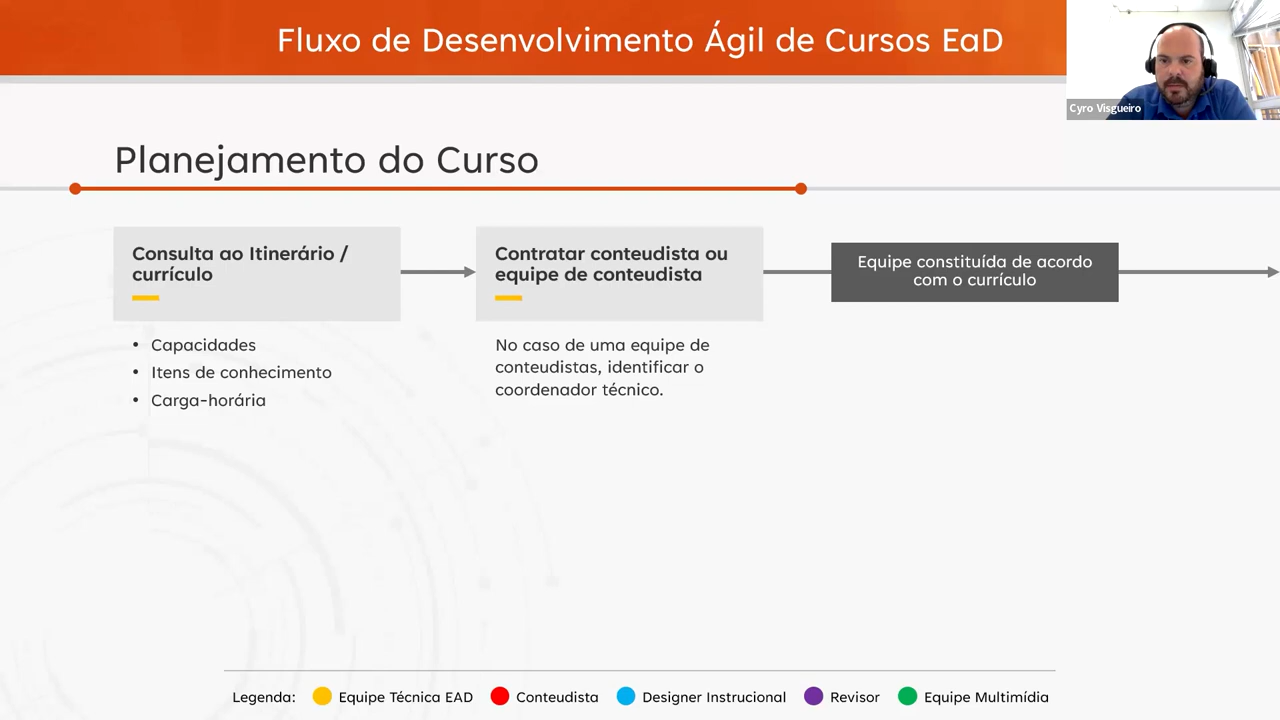 Fluxo de Desenvolvimento Ágil de Cursos EaD
Cyro Visgueiro
Planejamento do Curso
Consulta ao Itinerário /
currículo
• Capacidades
• Itens de conhecimento
• Carga-horária
Contratar conteudista ou
equipe de conteudista
No caso de uma equipe de
conteudistas, identificar o
coordenador técnico.
Equipe constituída de acordo
com o currículo
Legenda: Equipe Técnica EAD Conteudista Designer Instrucional Revisor Equipe Multimídia